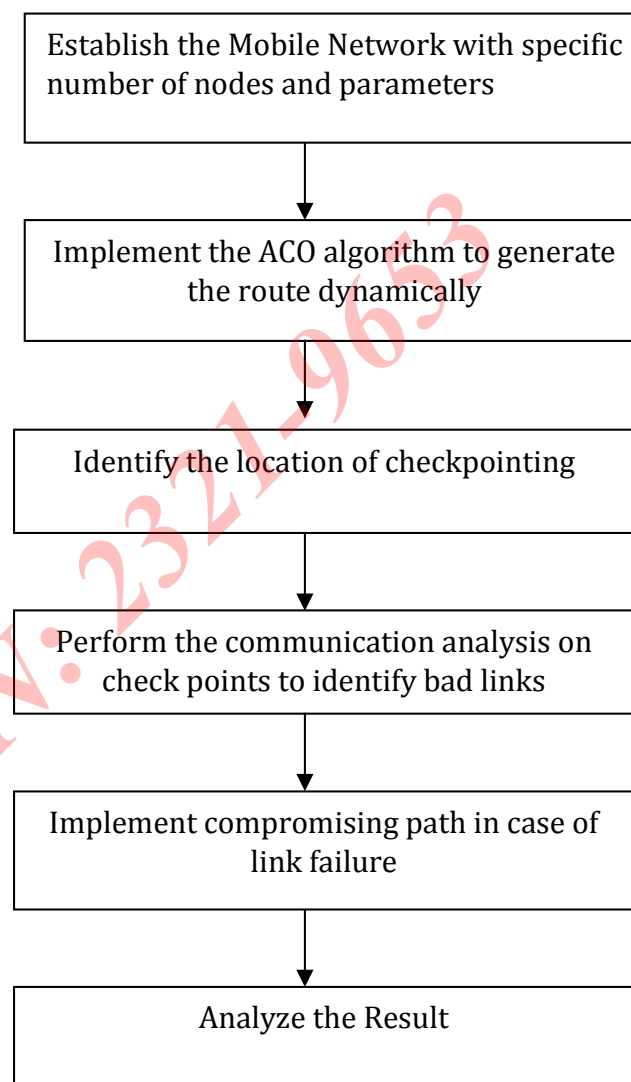 Establish the Mobile Network with specific
number of nodes and parameters
Implement the ACO algorithm to generate
the route dynamically
Identify the location of checkpointing
Perform the communication analysis on
check points to identify bad links
Implement compromising path in case of
link failure
Analyze the Result
N: 2321-9653